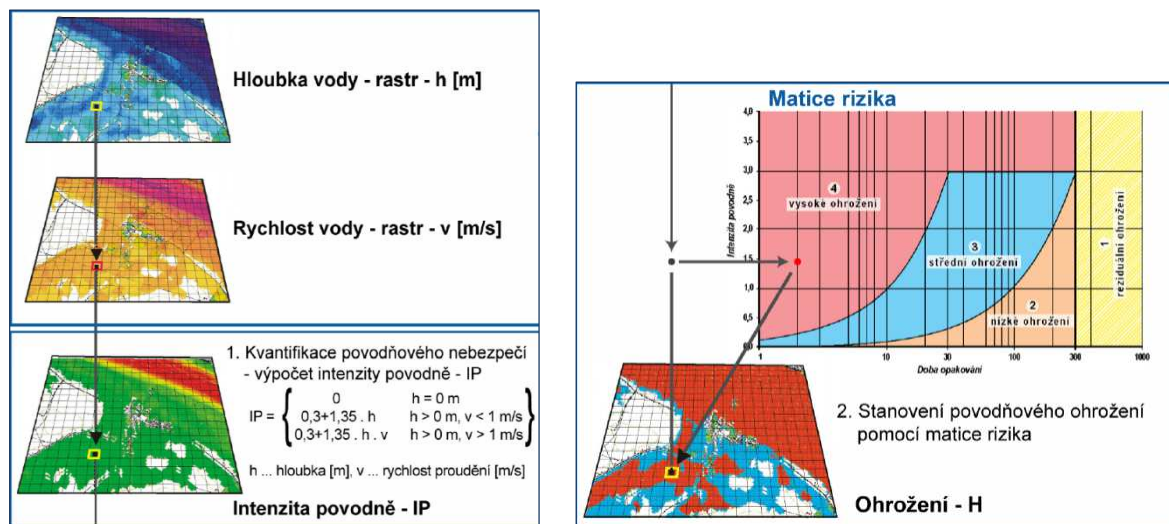 Hloubka vody - rastr - h [m]
Rychlost vody - rastr - v [m/s]
1. Kvantifikace povodňového nebezpečí
- výpočet intenzity povodně - IP
0 h = 0 m
IP = { 0,3+1,35 . h h > 0 m, v < 1 m/s }
0,3+1,35 . h . v h > 0 m, v > 1 m/s
h ... hloubka [m], v ... rychlost proudění [m/s]
Intenzita povodně - IP
Matice rizika
Intenzita povodně
4,0
3,0
2,0
1,5
1,0
0,5
0,0
4
vysoké ohrožení
3
střední ohrožení
2
nízké ohrožení
1
reziduální ohrožení
1 10 30 100 300 1000
Doba opakování
2. Stanovení povodňového ohrožení
pomocí matice rizika
Ohrožení - H